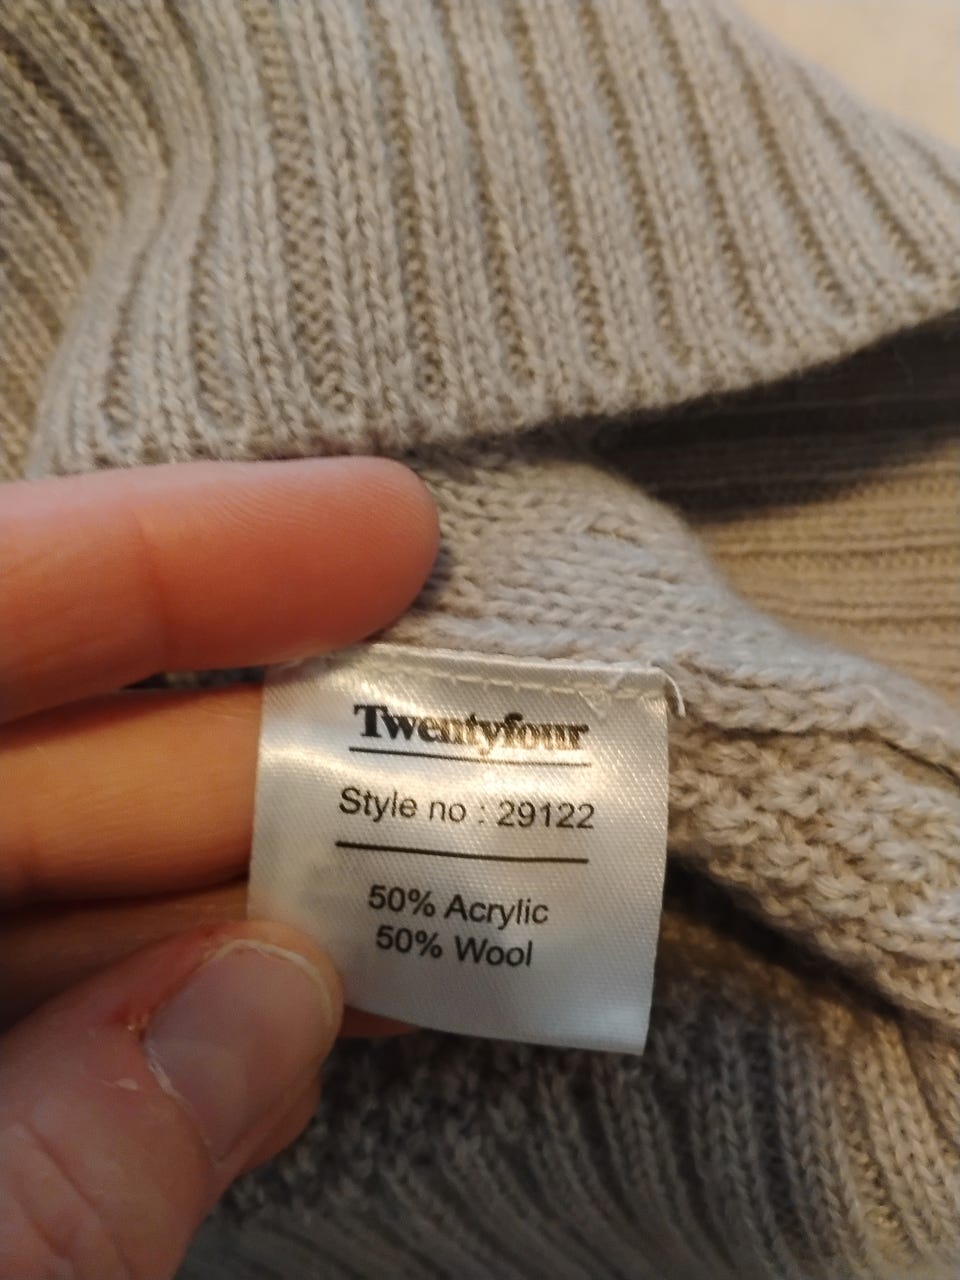 Twentyfour
Style no : 29122
50% Acrylic
50% Wool